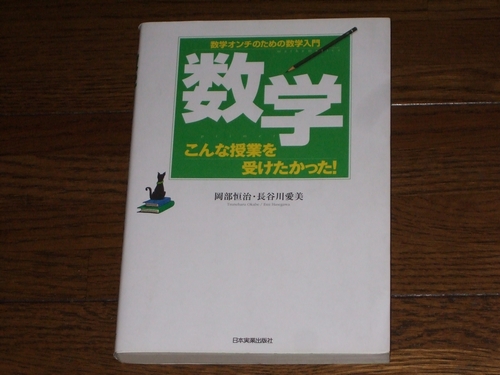 数学オンチのための数学入門
数学
こんな授業を
受けたかった!
岡部恒治・長谷川愛美
日本実業出版社